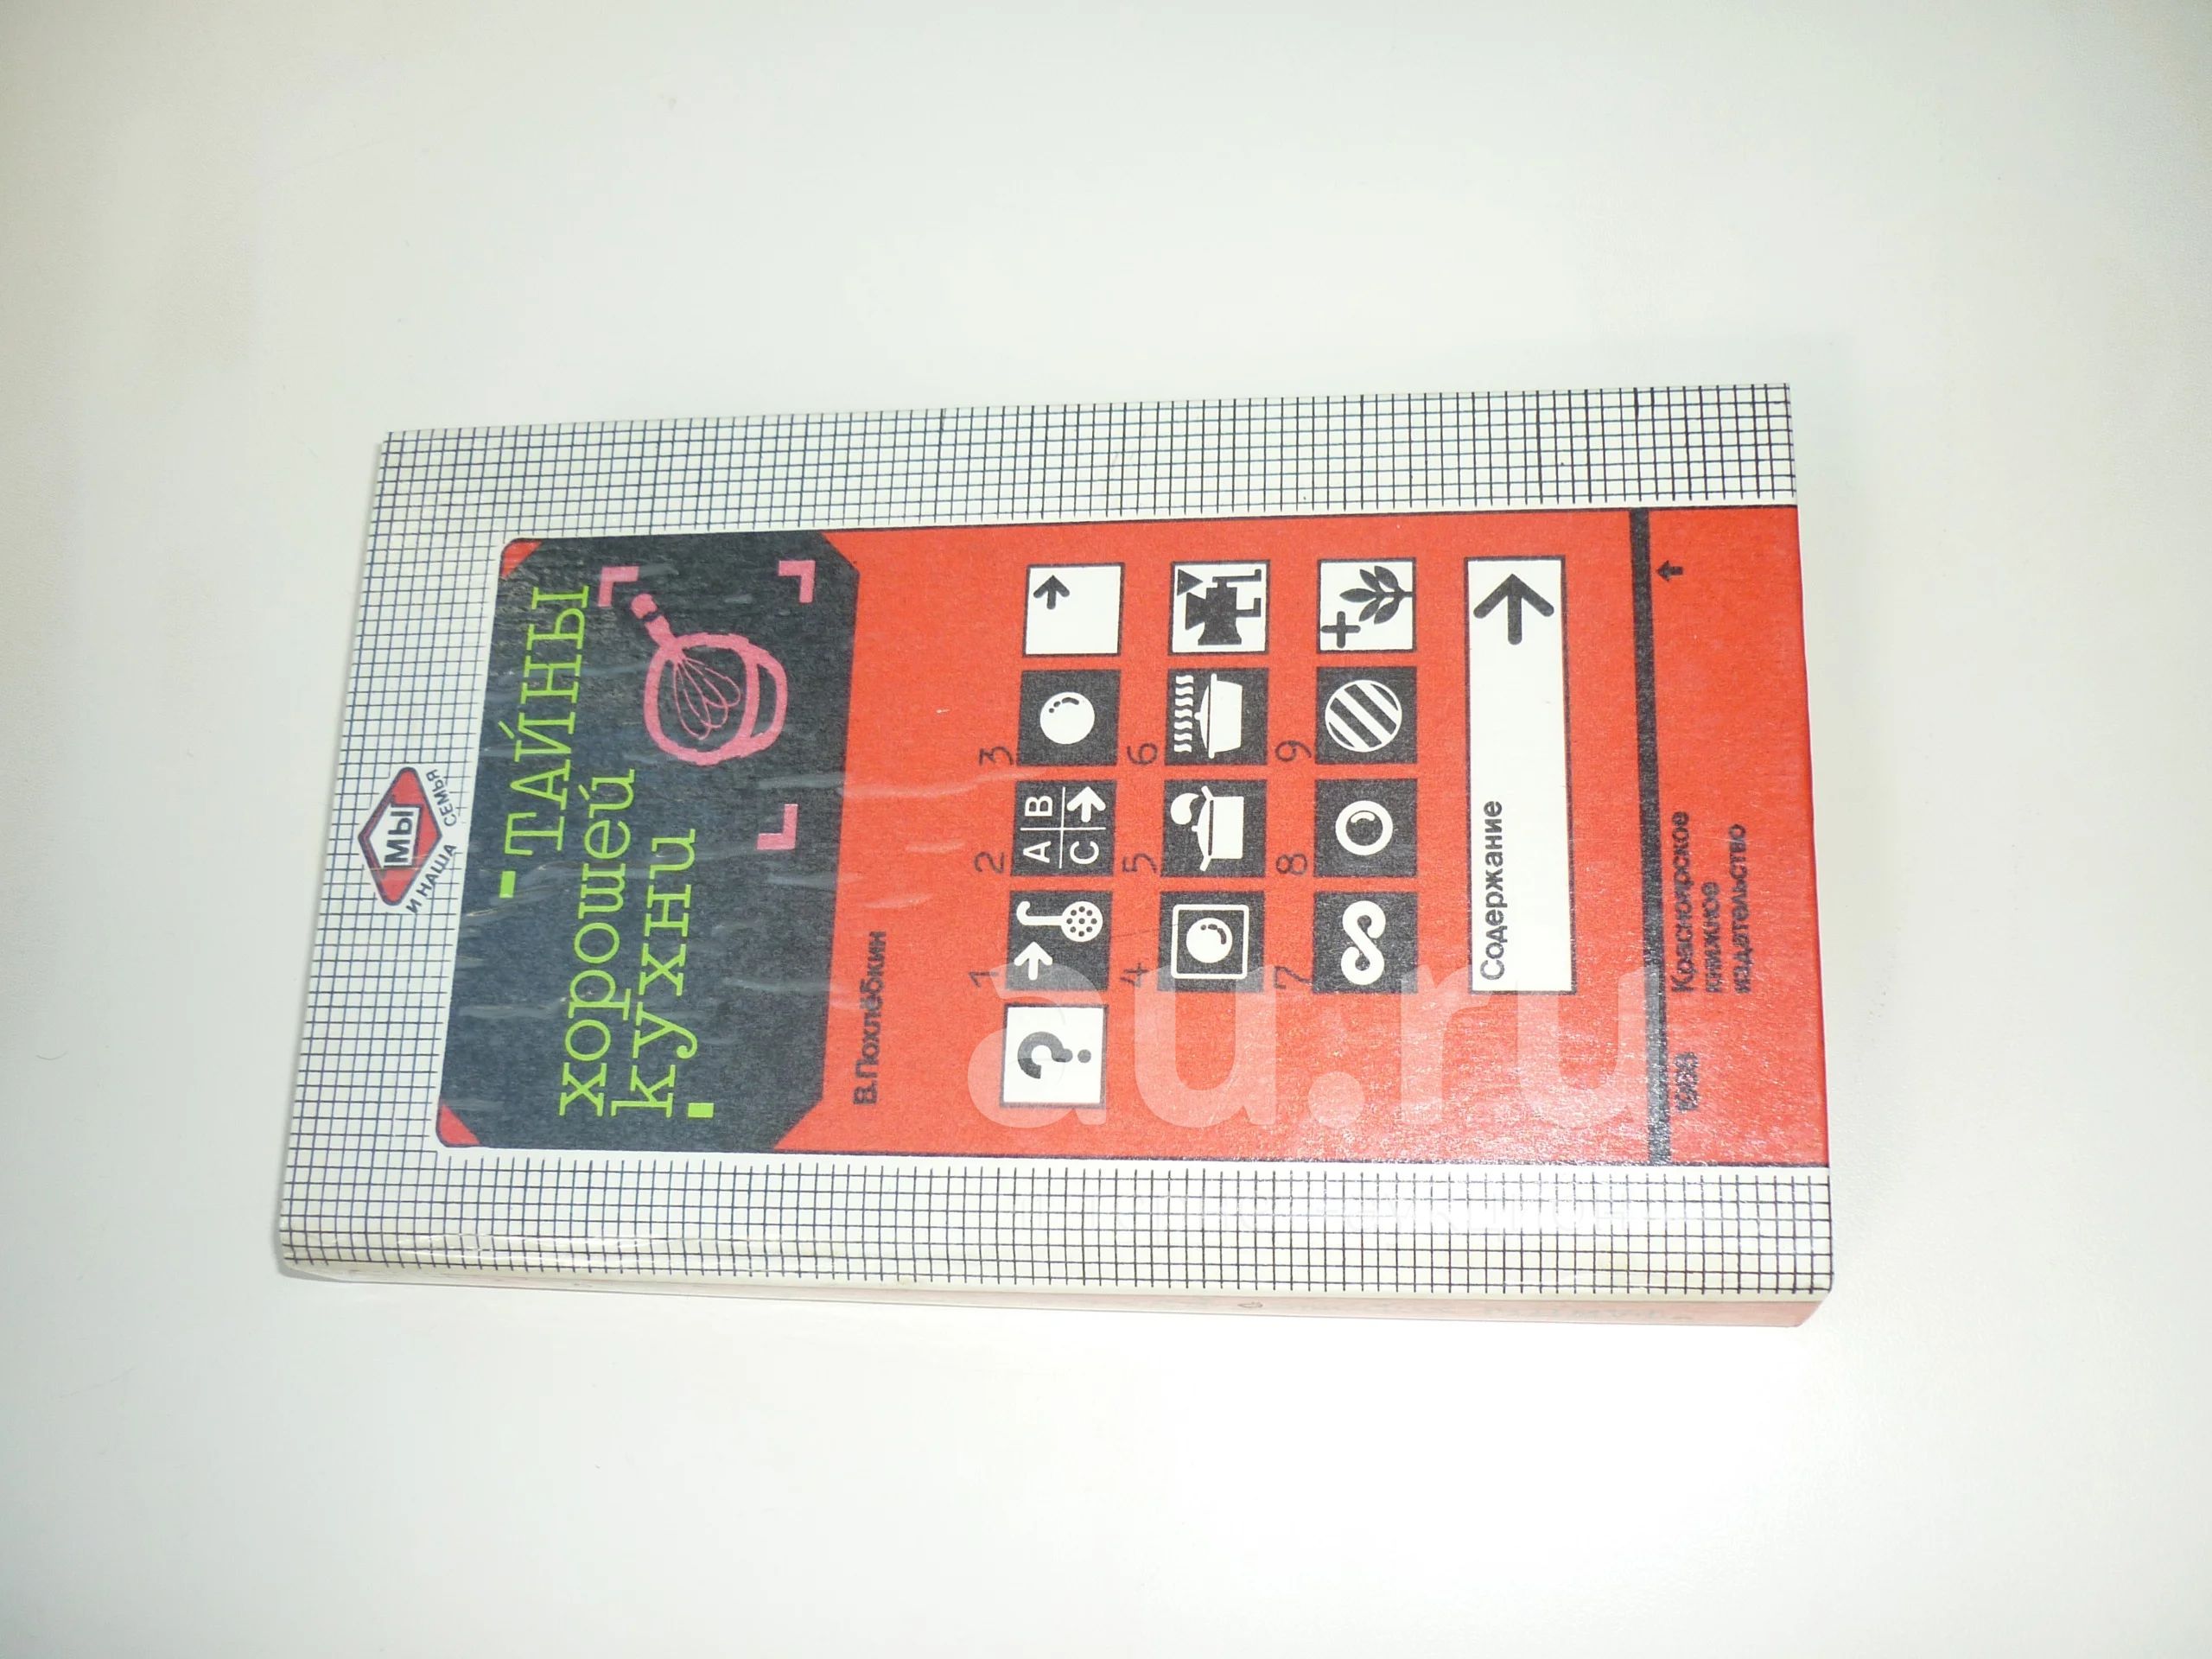 МЫ
И НАША СЕМЬЯ
ТАЙНЫ
хорошей
кухни
В.Похлёбкин
?
1 2 3
A B
C
4 5 6
7 8 9
Содержание
Красноярское
книжное
издательство
au.ru